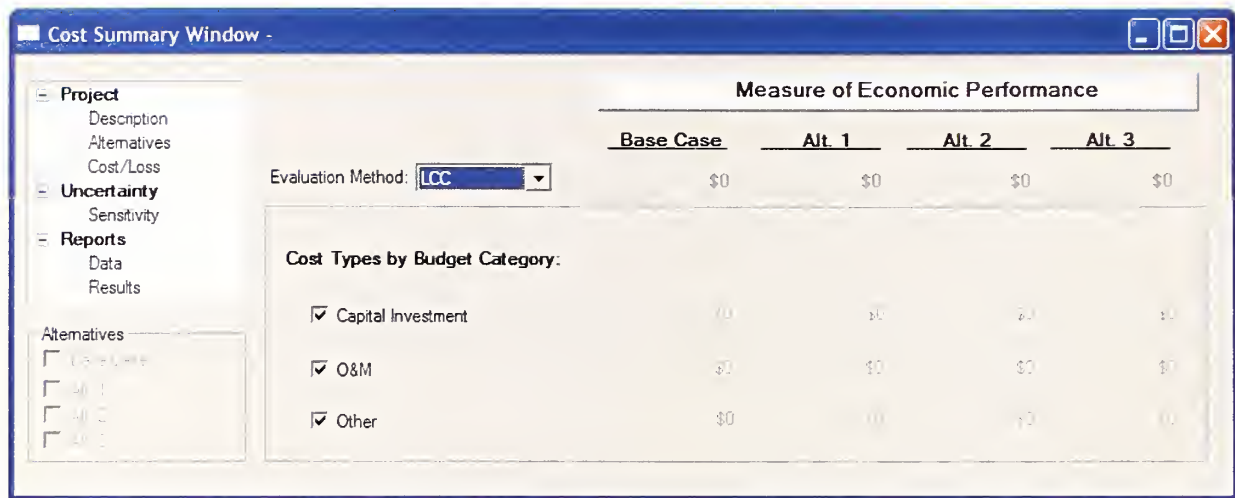 Cost Summary Window -
Project
Description
Alternatives
Cost/Loss
Uncertainty
Sensitivity
Reports
Data
Results
Alternatives
Measure of Economic Performance
Base Case Alt. 1 Alt. 2 Alt. 3
Evaluation Method: LCC $0 $0 $0 $0
Cost Types by Budget Category:
Capital Investment $0
O&M $0 $0 $0 $0
Other $0